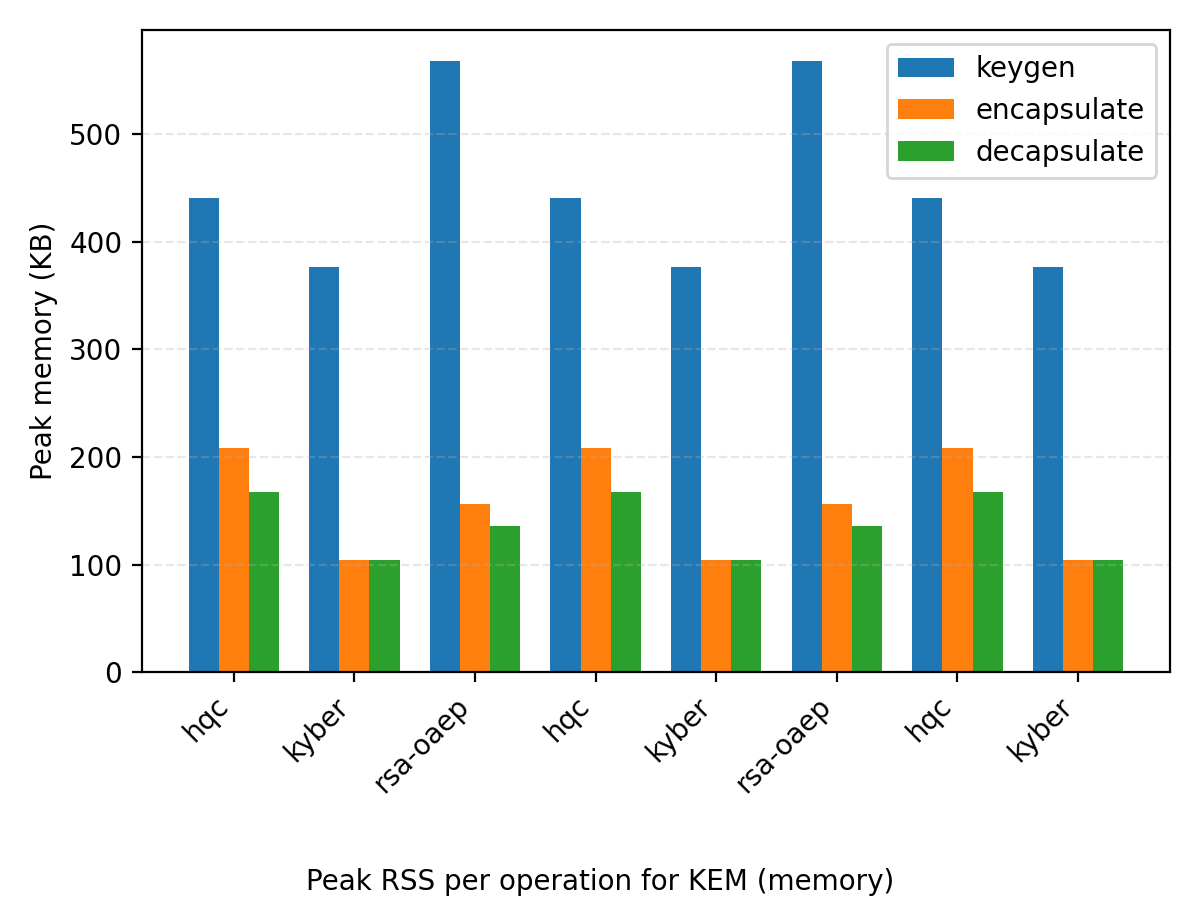 keygen
encapsulate
decapsulate
Peak memory (KB)
500
400
300
200
100
0
hqc
kyber
rsa-oaep
hqc
kyber
rsa-oaep
hqc
kyber
Peak RSS per operation for KEM (memory)